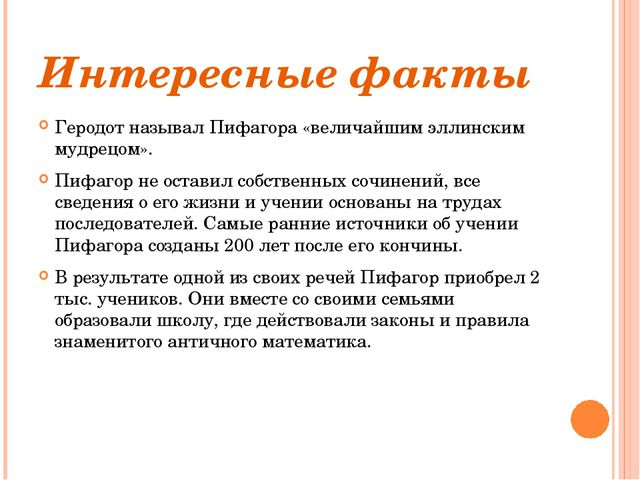 Интересные факты
Геродот называл Пифагора «величайшим эллинским
мудрецом».
Пифагор не оставил собственных сочинений, все
сведения о его жизни и учении основаны на трудах
последователей. Самые ранние источники об учении
Пифагора созданы 200 лет после его кончины.
В результате одной из своих речей Пифагор приобрел 2
тыс. учеников. Они вместе со своими семьями
образовали школу, где действовали законы и правила
знаменитого античного математика.